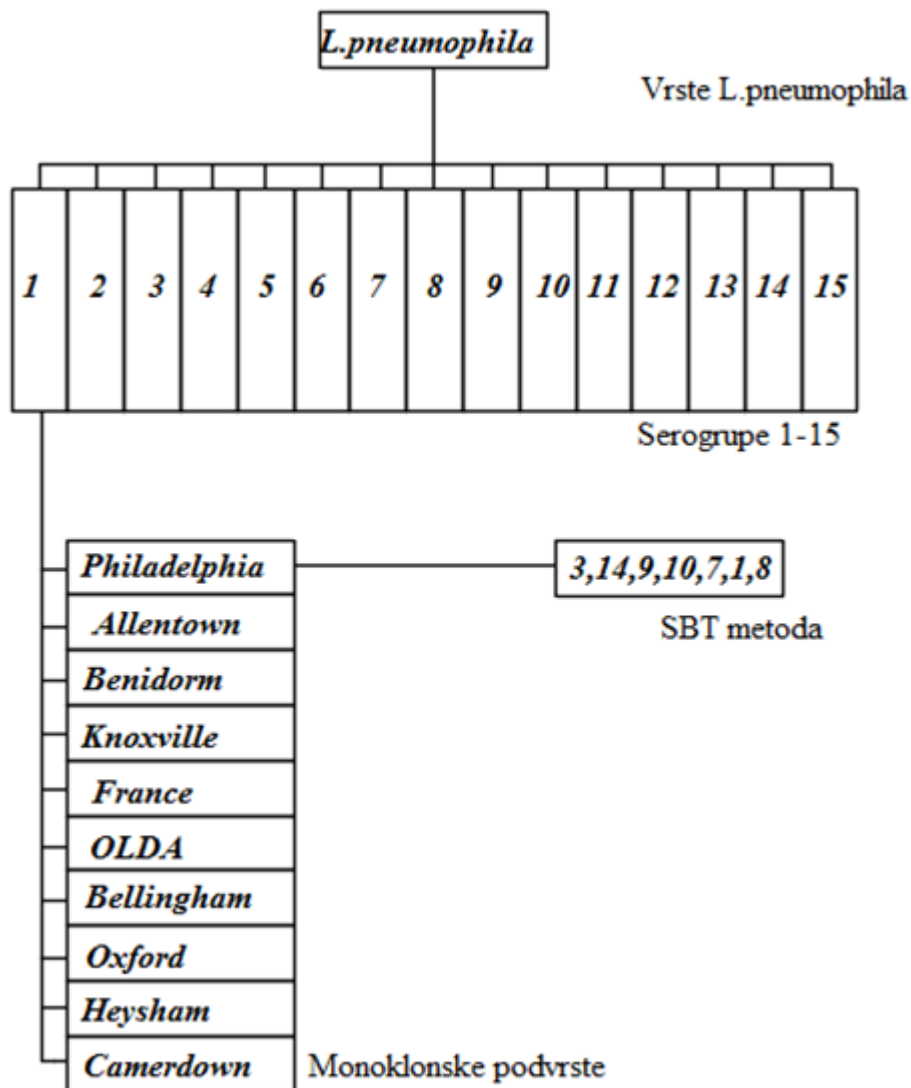 L.pneumophila
Vrste L.pneumophila
1 2 3 4 5 6 7 8 9 10 11 12 13 14 15
Serogrupe 1-15
Philadelphia
3,14,9,10,7,1,8
Allentown
SBT metoda
Benidorm
Knoxville
France
OLDA
Bellingham
Oxford
Heysham
Camerdown
Monoklonske podvrste